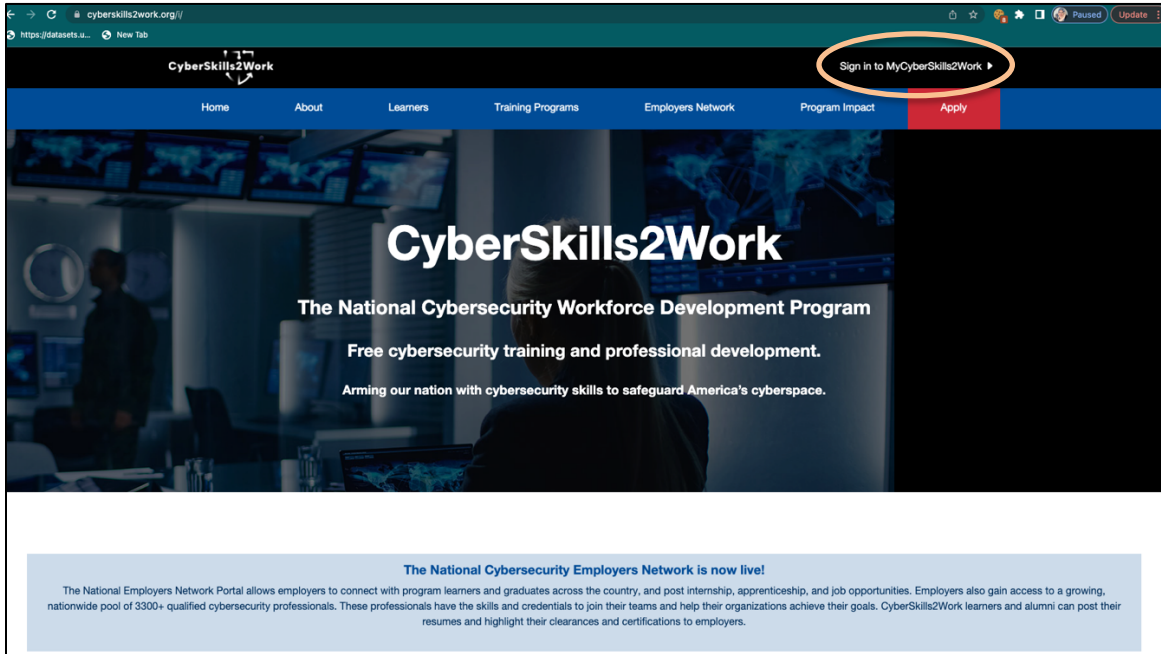 cyberskills2work.org/i/
Paused
Update
https://datasets.u...
New Tab
CyberSkills2Work
Sign in to MyCyberSkills2Work
Home
About
Learners
Training Programs
Employers Network
Program Impact
Apply
CyberSkills2Work
The National Cybersecurity Workforce Development Program
Free cybersecurity training and professional development.
Arming our nation with cybersecurity skills to safeguard America's cyberspace.
The National Cybersecurity Employers Network is now live!
The National Employers Network Portal allows employers to connect with program learners and graduates across the country, and post internship, apprenticeship, and job opportunities. Employers also gain access to a growing,
nationwide pool of 3300+ qualified cybersecurity professionals. These professionals have the skills and credentials to join their teams and help their organizations achieve their goals. CyberSkills2Work learners and alumni can post their
resumes and highlight their clearances and certifications to employers.